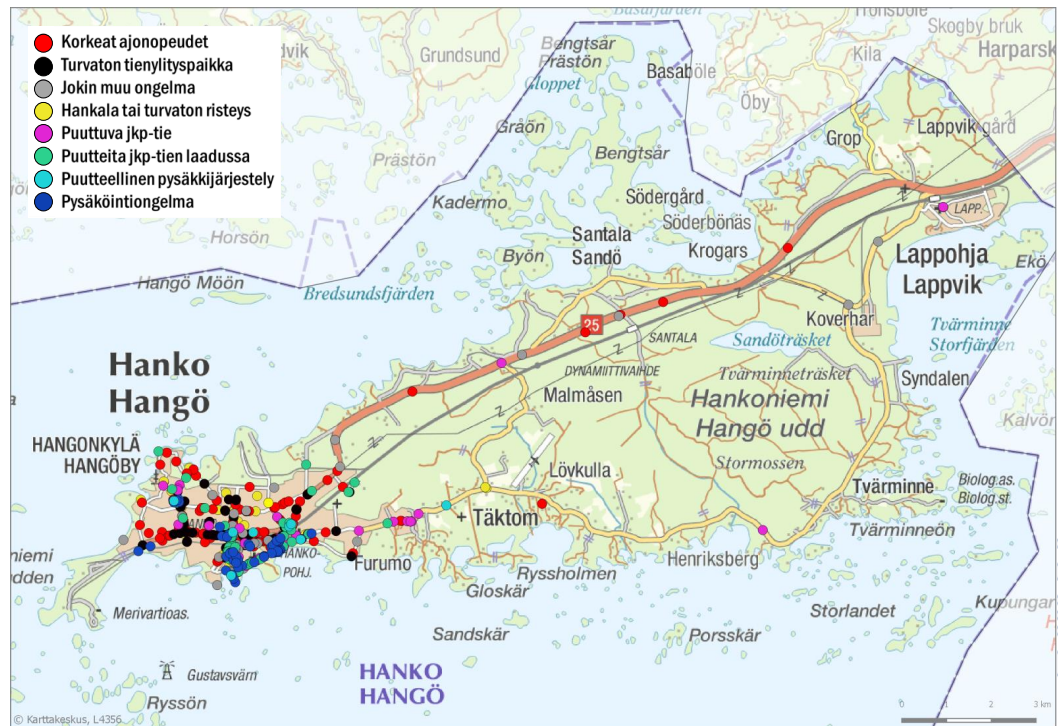 Korkeat ajonopeudet
Turvaton tienylityspaikka
Jokin muu ongelma
Hankala tai turvaton risteys
Puuttuva jkp-tie
Puutteita jkp-tien laadussa
Puutteellinen pysäkkijärjestely
Pysäköintiongelma
Grundsund
Bengtsår
Prästön
Gloppet
Basaböle
Öby
Kila
Skogby bruk
Harparsk
Gråön
Prästön
Bengtsår
Grop
Lappvik gård
Kadermo
Södergård
Söderbönäs
Krogars
Santala
Sandö
Byön
Horsön
Hangö Möön
Bredsundsfjärden
LAPP.
Lappohja
Lappvik
Ekö
Koverhar
Tvärminne
Storfjärden
25
SANTALA
Sandöträsket
DYNAMIITTIVAIHDE
Tvärminneträsket
Syndalen
Hanko
Hangö
Malmåsen
Hankoniemi
Hangö udd
Kalvön
HANGONKYLÄ
HANGÖBY
Stormossen
Lövkulla
Tvärminne
Biolog.as.
Biolog.st.
Täktom
Tvärminneön
HANKO-
POHJ.
Furumo
Henriksberg
Ryssholmen
Gloskär
Merivartioas.
Storlandet
Kupungar
Sandskär
Porsskär
Gustavsvärn
HANKO
HANGÖ
Ryssön
© Karttakeskus, L4356
1 2 3 km